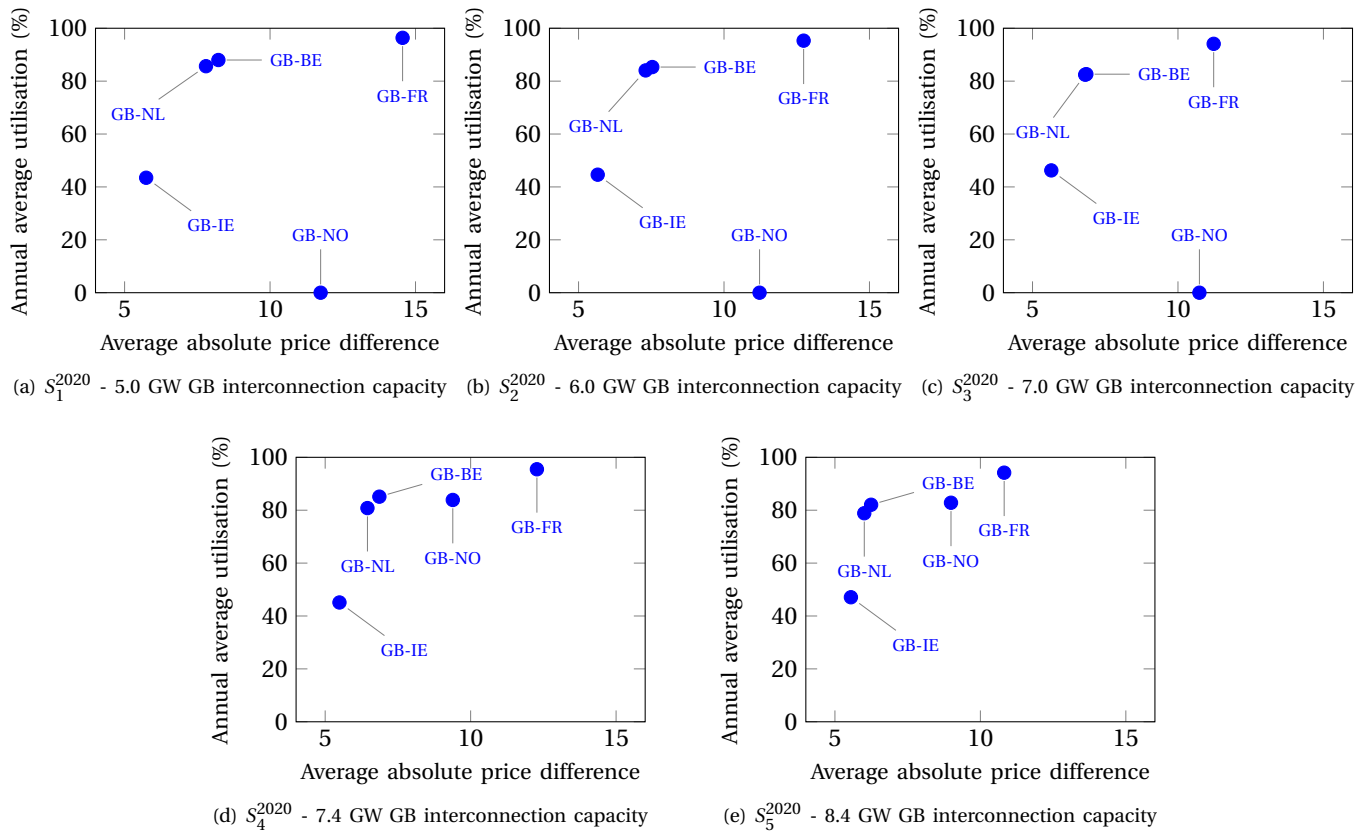 100
80
60
40
20
0
5
10
15
Annual average utilisation (%)
Average absolute price difference
GB-NL
GB-BE
GB-FR
GB-IE
GB-NO
(a) S_1^2020 - 5.0 GW GB interconnection capacity
100
80
60
40
20
0
5
10
15
Annual average utilisation (%)
Average absolute price difference
GB-NL
GB-BE
GB-FR
GB-IE
GB-NO
(b) S_2^2020 - 6.0 GW GB interconnection capacity
100
80
60
40
20
0
5
10
15
Annual average utilisation (%)
Average absolute price difference
GB-NL
GB-BE
GB-FR
GB-IE
GB-NO
(c) S_3^2020 - 7.0 GW GB interconnection capacity
100
80
60
40
20
0
5
10
15
Annual average utilisation (%)
Average absolute price difference
GB-BE
GB-NL
GB-NO
GB-FR
GB-IE
(d) S_4^2020 - 7.4 GW GB interconnection capacity
100
80
60
40
20
0
5
10
15
Annual average utilisation (%)
Average absolute price difference
GB-BE
GB-NL
GB-NO
GB-FR
GB-IE
(e) S_5^2020 - 8.4 GW GB interconnection capacity